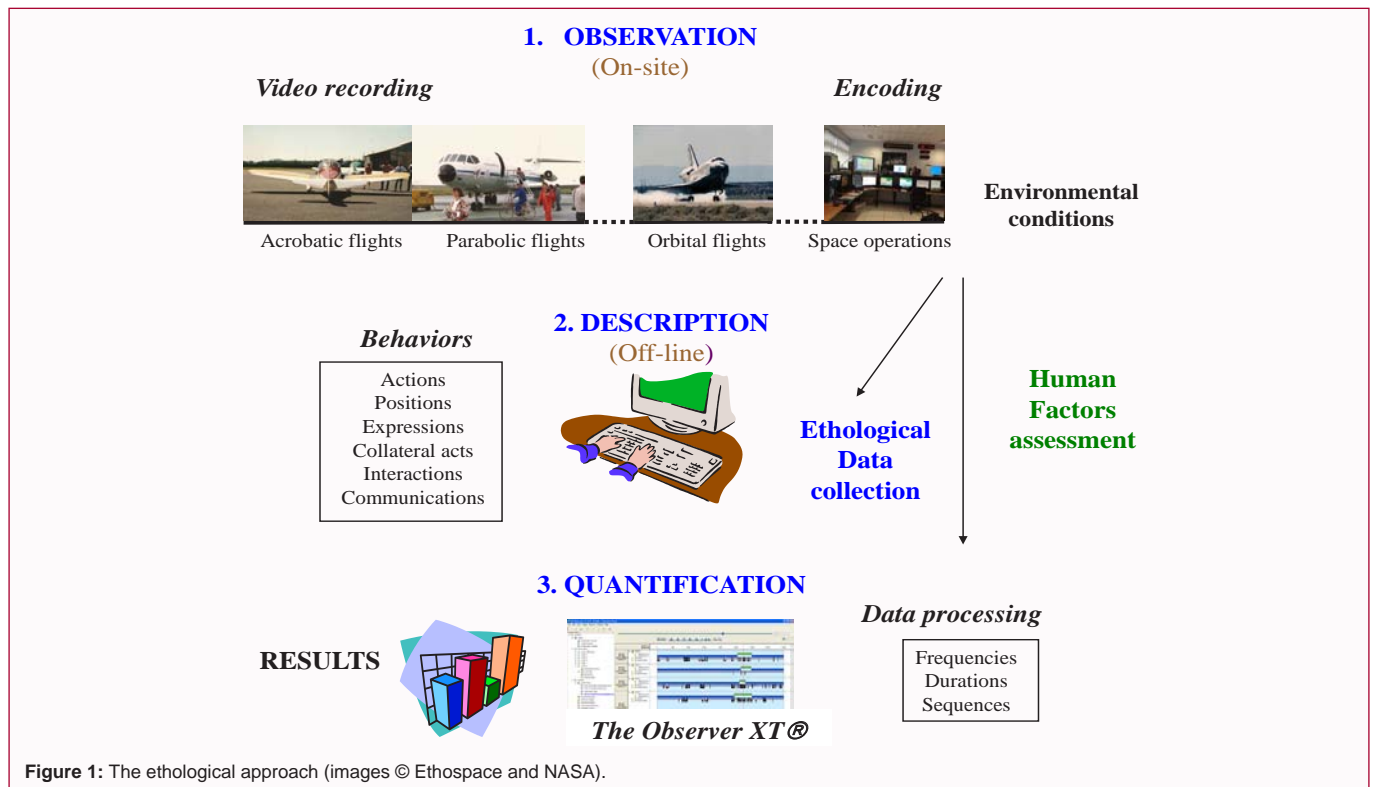 1. OBSERVATION
(On-site)
Video recording
Encoding
Acrobatic flights
Parabolic flights
Orbital flights
Space operations
Environmental
conditions
2. DESCRIPTION
(Off-line)
Behaviors
Actions
Positions
Expressions
Collateral acts
Interactions
Communications
Ethological
Data
collection
Human
Factors
assessment
3. QUANTIFICATION
RESULTS
The Observer XT®
Data processing
Frequencies
Durations
Sequences
Figure 1: The ethological approach (images © Ethospace and NASA).